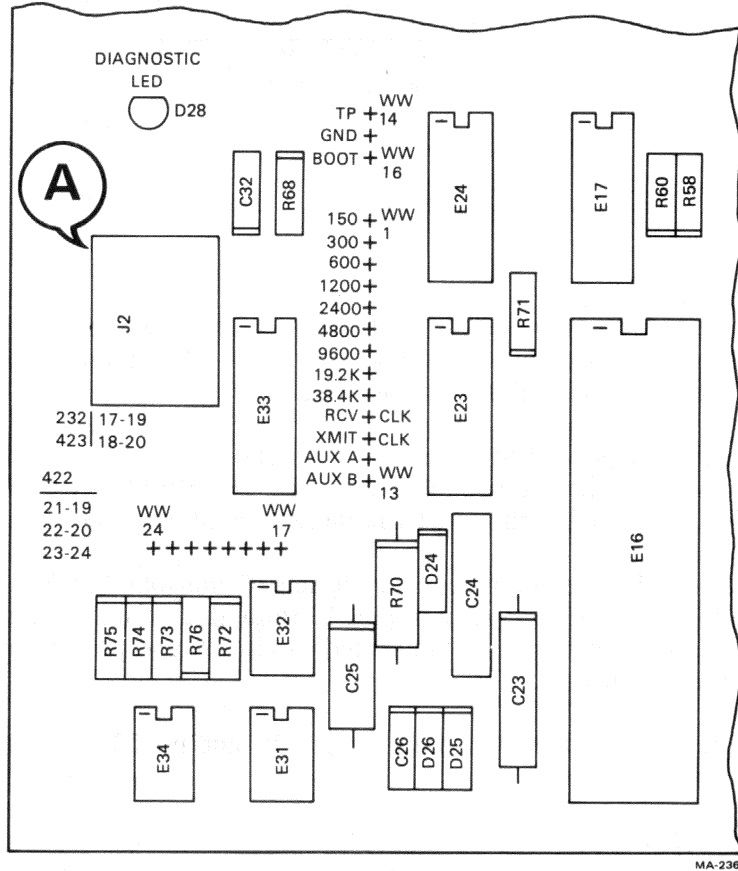 DIAGNOSTIC
LED
D28
A
TP + WW
14
GND +
BOOT + WW
16
C32
R68
E24
E17
R60
R58
150 + WW
1
300 +
600 +
1200 +
2400 +
4800 +
9600 +
19.2K +
38.4K +
RCV + CLK
XMIT + CLK
AUX A +
AUX B + WW
13
J2
E33
R71
E23
E16
232 | 17-19
423 | 18-20
422
21-19
22-20
23-24
WW
24
WW
17
+ + + + + + + +
R75
R74
R73
R76
R72
E32
C25
R70
D24
C24
C23
E34
E31
C26
D26
D25
MA-236